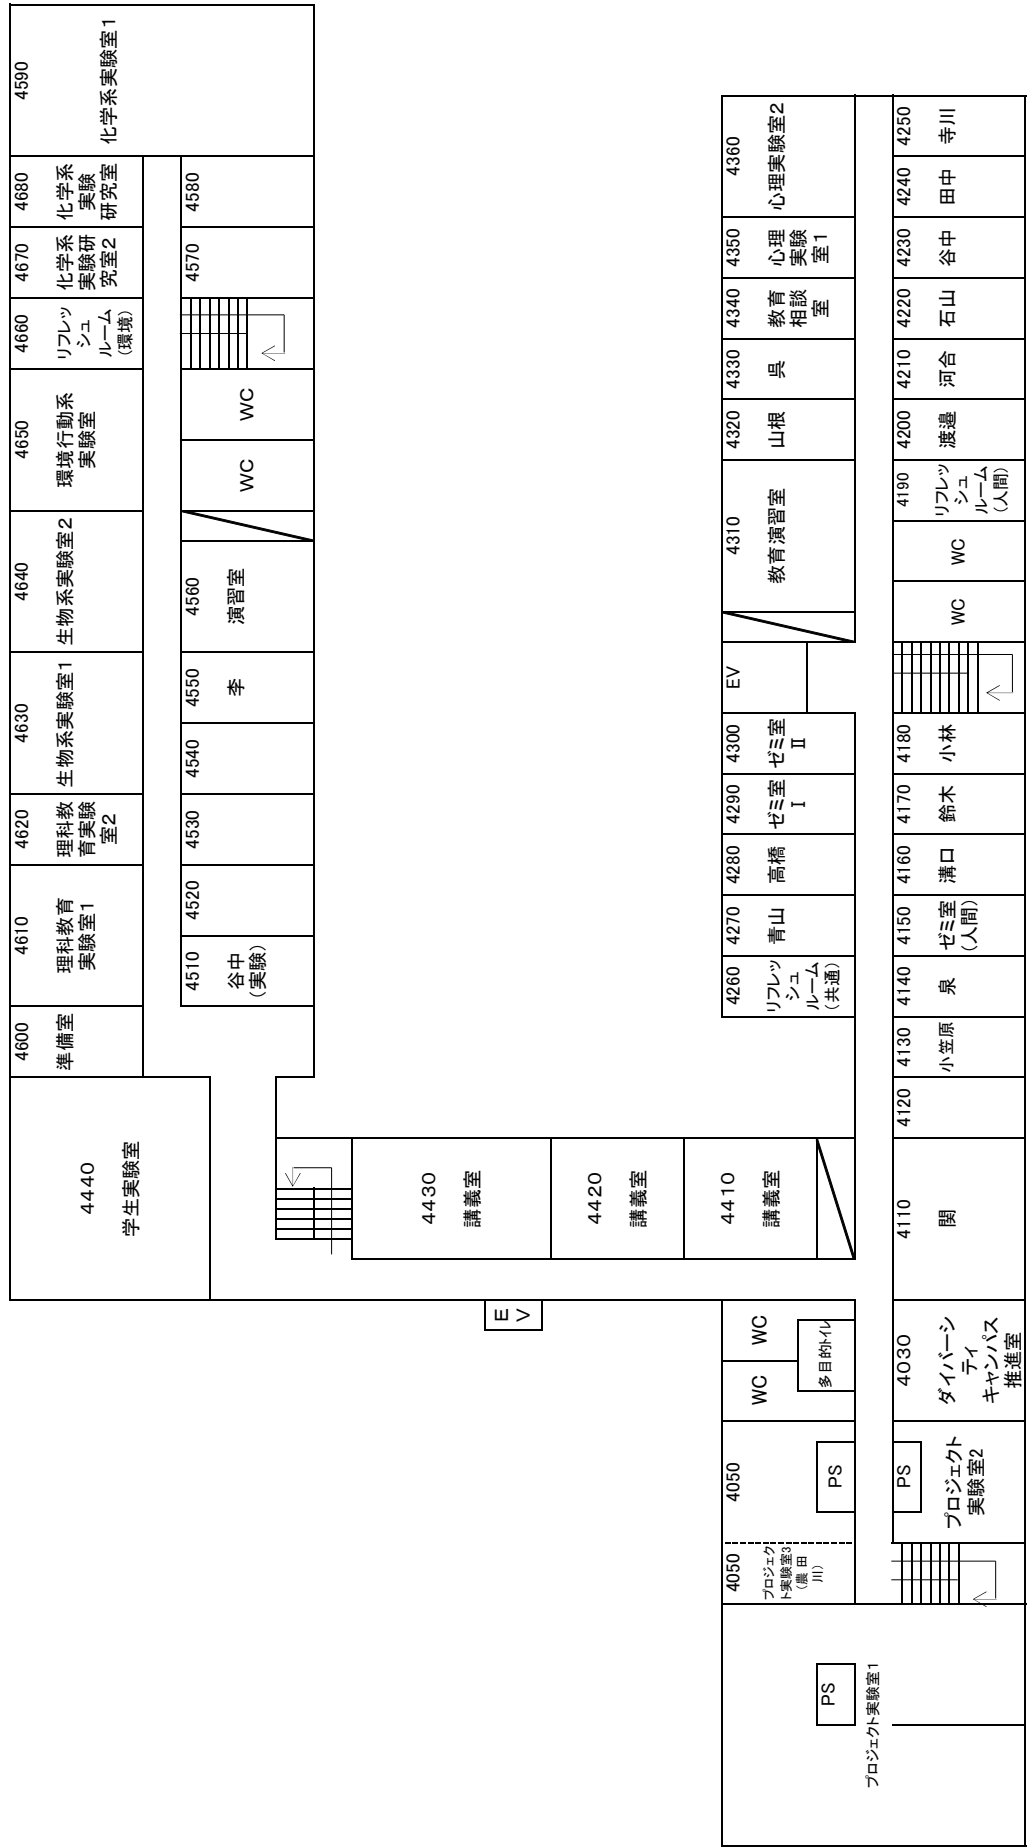 4590
化学系実験室1
4680
化学系
実験
研究室
4670
化学系
実験研
究室2
4660
リフレッ
シュ
ルーム
(環境)
4650
環境行動系
実験室
4640
生物系実験室2
4630
生物系実験室1
4620
理科教
育実験
室2
4610
理科教育
実験室1
4600
準備室
4440
学生実験室
4580
4570
WC
WC
4560
演習室
4550
李
4540
4530
4520
4510
谷中
(実験)
4430
講義室
4420
講義室
4410
講義室
EV
4360
心理実験室2
4350
心理
実験
室1
4340
教育
相談
室
4330
呉
4320
山根
4310
教育演習室
EV
4300
ゼミ室
Ⅱ
4290
ゼミ室
Ⅰ
4280
高橋
4270
青山
4260
リフレッ
シュ
ルーム
(共通)
4250
寺川
4240
田中
4230
谷中
4220
石山
4210
河合
4200
渡邉
4190
リフレッ
シュ
ルーム
(人間)
WC
WC
4180
小林
4170
鈴木
4160
溝口
4150
ゼミ室
(人間)
4140
泉
4130
小笠原
4120
4110
関
WC
WC
多目的トイレ
4030
ダイバーシ
ティ
キャンパス
推進室
4050
PS
PS
プロジェクト
実験室2
4050
プロジェク
ト実験室3
(農 田
川)
PS
プロジェクト実験室1